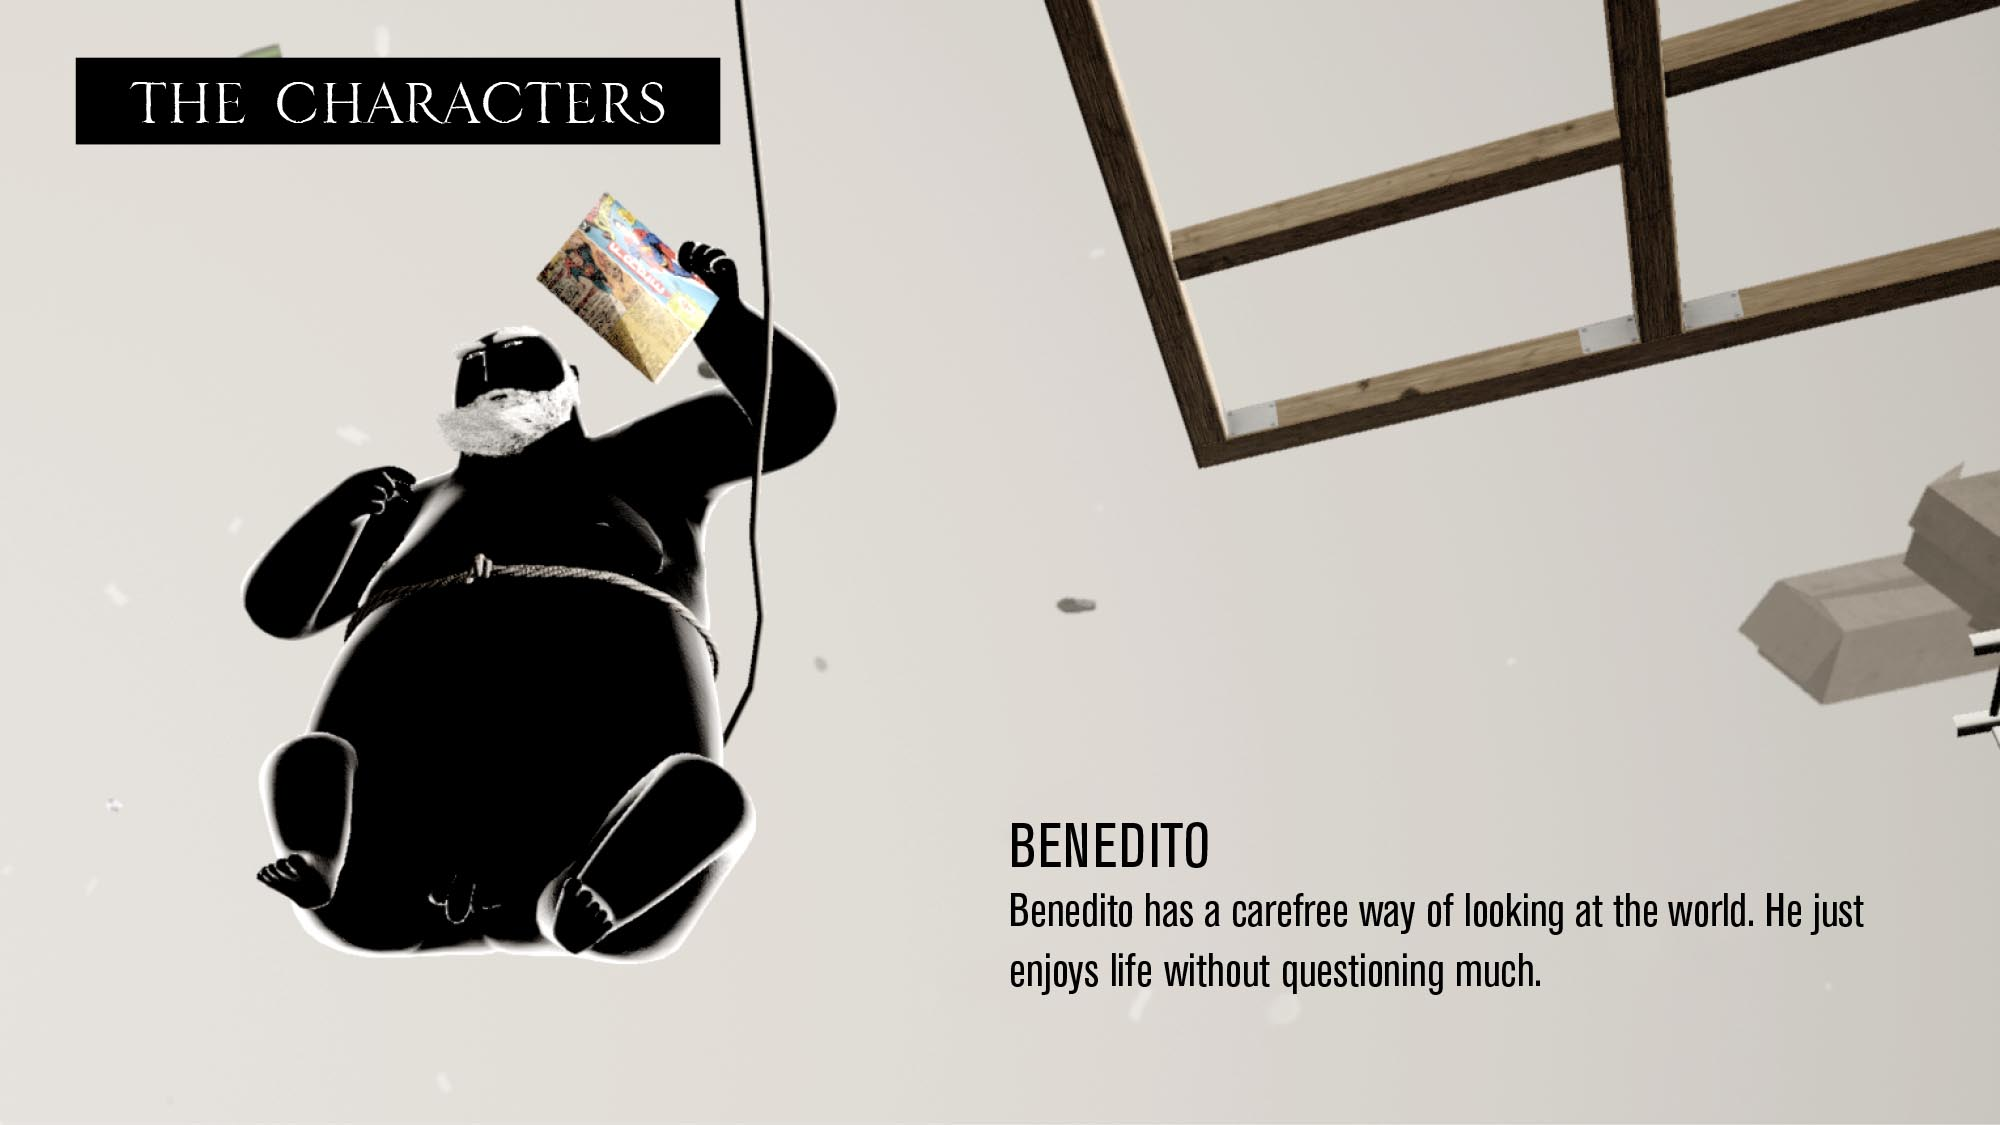 THE CHARACTERS
BENEDITO
Benedito has a carefree way of looking at the world. He just
enjoys life without questioning much.